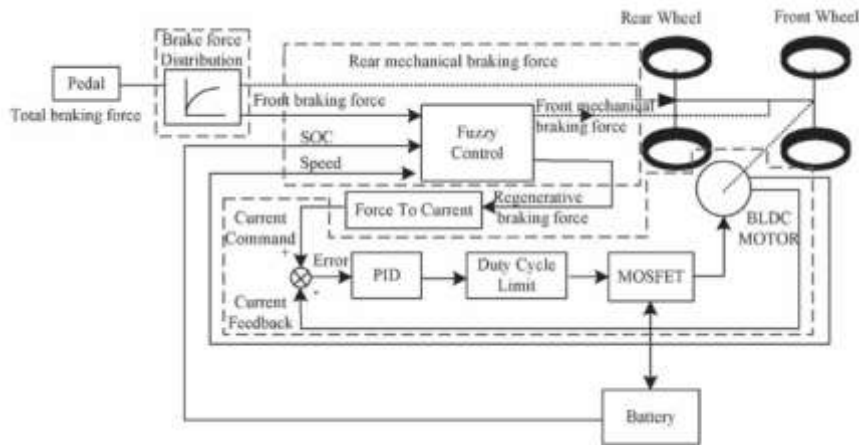 Rear Wheel
Front Wheel
Brake force
Distribution
Rear mechanical braking force
Pedal
Total braking force
Front braking force
Front mechanical
braking force
SOC
Fuzzy
Control
Speed
Regenerative
braking force
Force To Current
Current
Command
+
BLDC
MOTOR
Error
PID
Duty Cycle
Limit
MOSFET
-
Current
Feedback
Battery